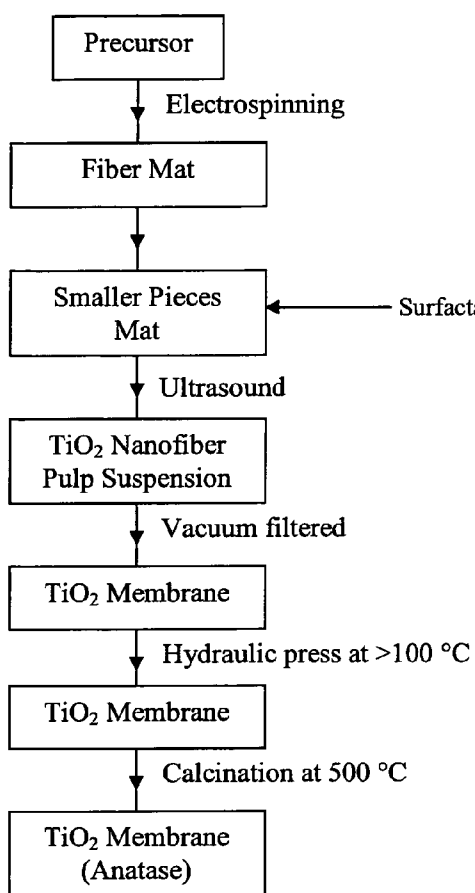 Precursor
Electrospinning
Fiber Mat
Smaller Pieces
Mat
Ultrasound
TiO₂ Nanofiber
Pulp Suspension
Vacuum filtered
TiO₂ Membrane
Hydraulic press at >100 °C
TiO₂ Membrane
Calcination at 500 °C
TiO₂ Membrane
(Anatase)